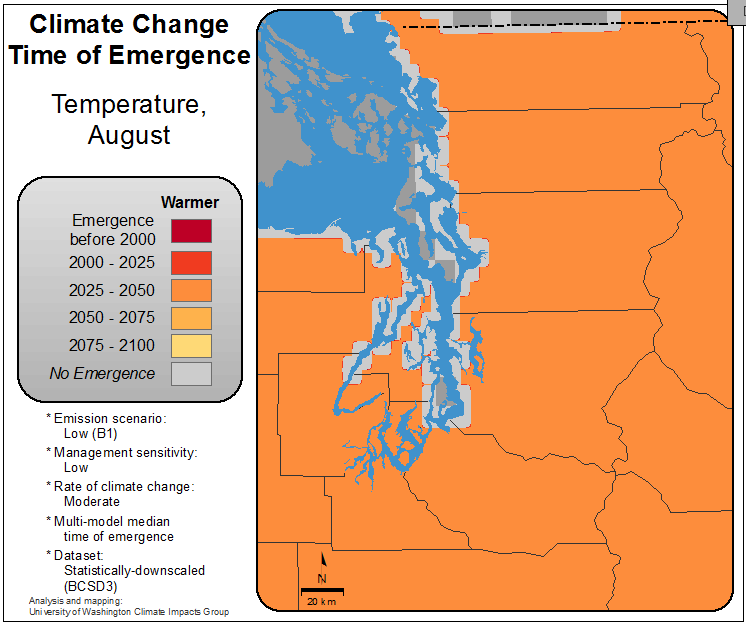 Climate Change
Time of Emergence
Temperature,
August
Warmer
Emergence
before 2000
2000 - 2025
2025 - 2050
2050 - 2075
2075 - 2100
No Emergence
* Emission scenario:
Low (B1)
* Management sensitivity:
Low
* Rate of climate change:
Moderate
* Multi-model median
time of emergence
* Dataset:
Statistically-downscaled
(BCSD3)
Analysis and mapping:
University of Washington Climate Impacts Group
N
20 km